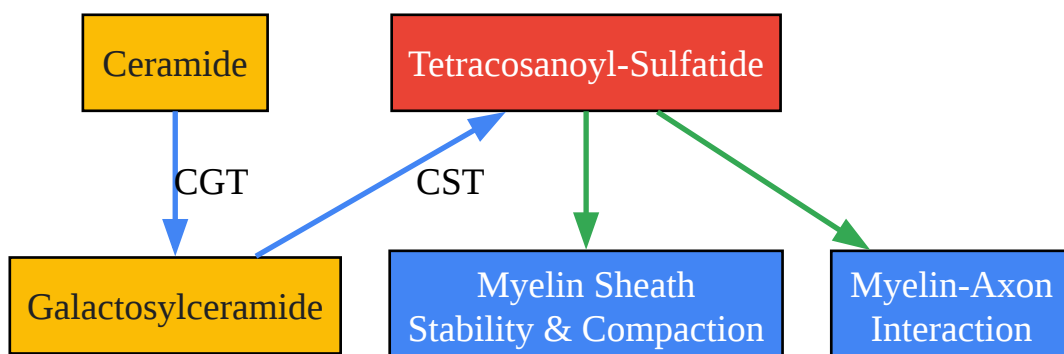 Ceramide
Tetracosanoyl-Sulfatide
CGT
CST
Galactosylceramide
Myelin Sheath
Stability & Compaction
Myelin-Axon
Interaction